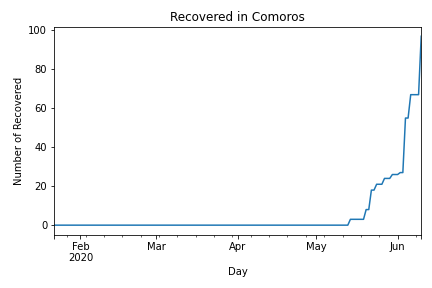 Recovered in Comoros
Number of Recovered
100
80
60
40
20
0
Feb
2020
Mar
Apr
May
Jun
Day